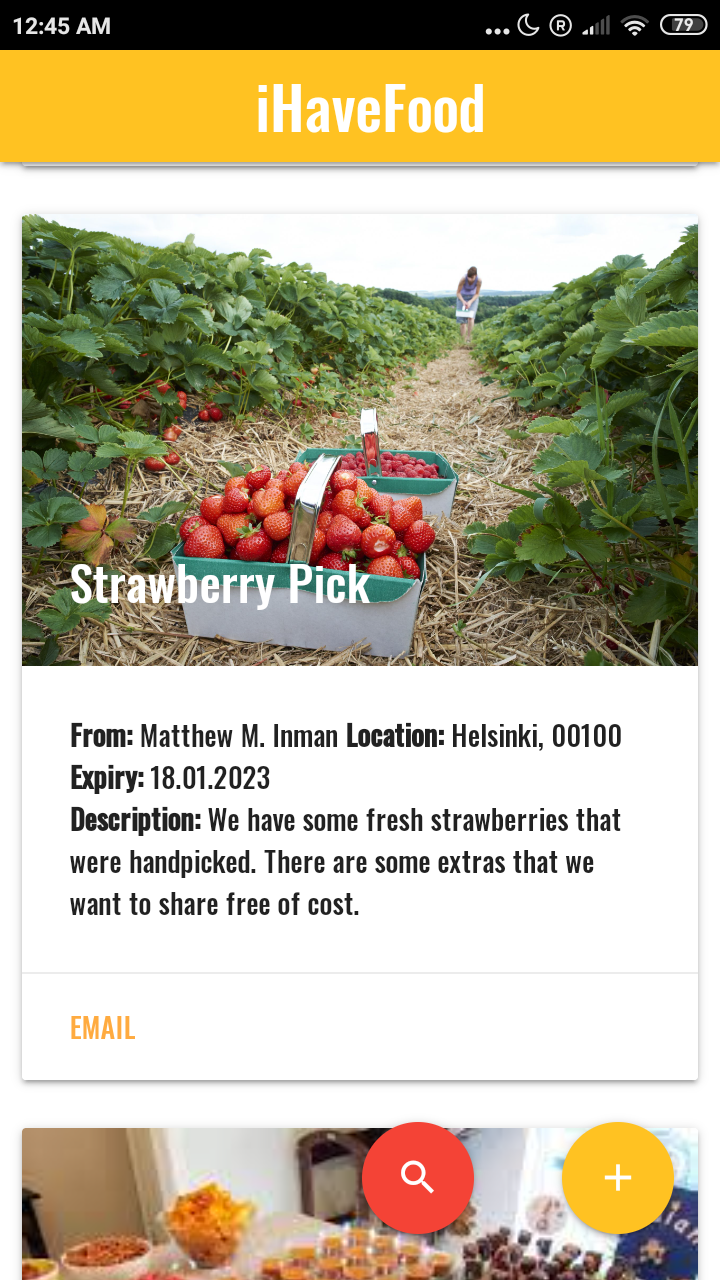 12:45 AM
R
79
iHaveFood
Strawberry Pick
From: Matthew M. Inman Location: Helsinki, 00100
Expiry: 18.01.2023
Description: We have some fresh strawberries that
were handpicked. There are some extras that we
want to share free of cost.
EMAIL